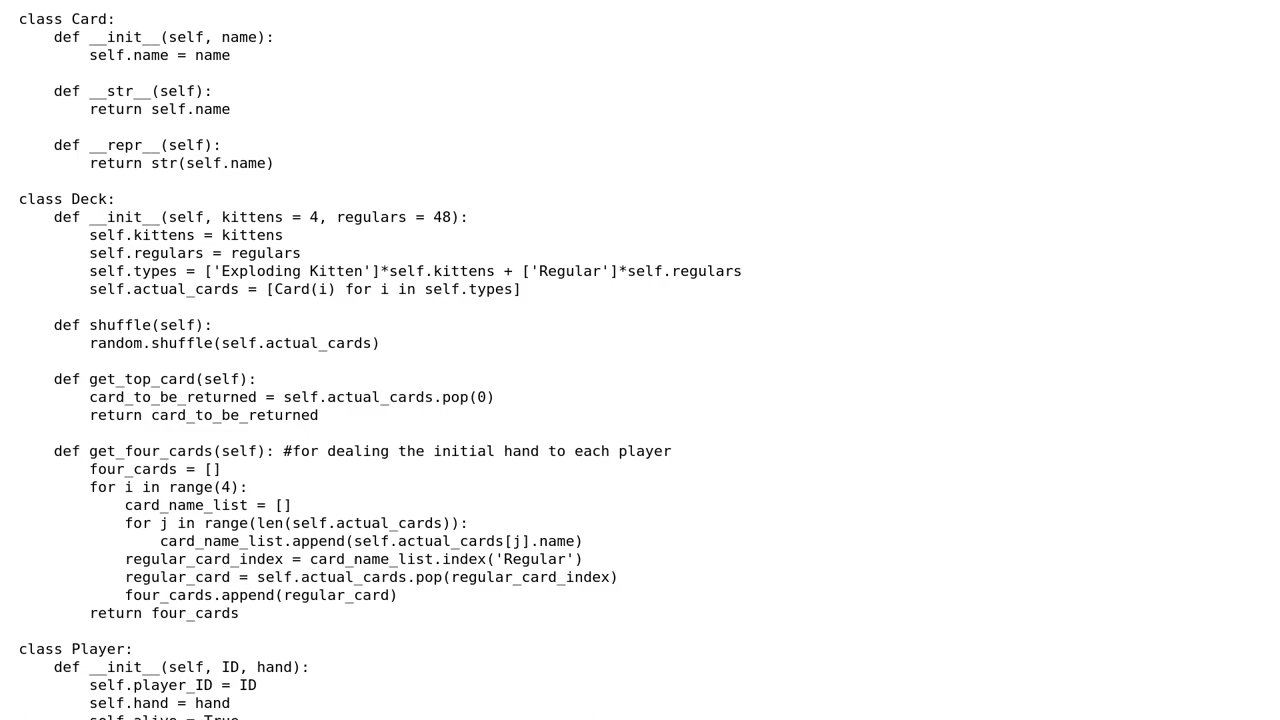 class Card:
    def __init__(self, name):
        self.name = name

    def __str__(self):
        return self.name

    def __repr__(self):
        return str(self.name)

class Deck:
    def __init__(self, kittens = 4, regulars = 48):
        self.kittens = kittens
        self.regulars = regulars
        self.types = ['Exploding Kitten']*self.kittens + ['Regular']*self.regulars
        self.actual_cards = [Card(i) for i in self.types]

    def shuffle(self):
        random.shuffle(self.actual_cards)

    def get_top_card(self):
        card_to_be_returned = self.actual_cards.pop(0)
        return card_to_be_returned

    def get_four_cards(self): #for dealing the initial hand to each player
        four_cards = []
        for i in range(4):
            card_name_list = []
            for j in range(len(self.actual_cards)):
                card_name_list.append(self.actual_cards[j].name)
            regular_card_index = card_name_list.index('Regular')
            regular_card = self.actual_cards.pop(regular_card_index)
            four_cards.append(regular_card)
        return four_cards

class Player:
    def __init__(self, ID, hand):
        self.player_ID = ID
        self.hand = hand
        self.alive = True